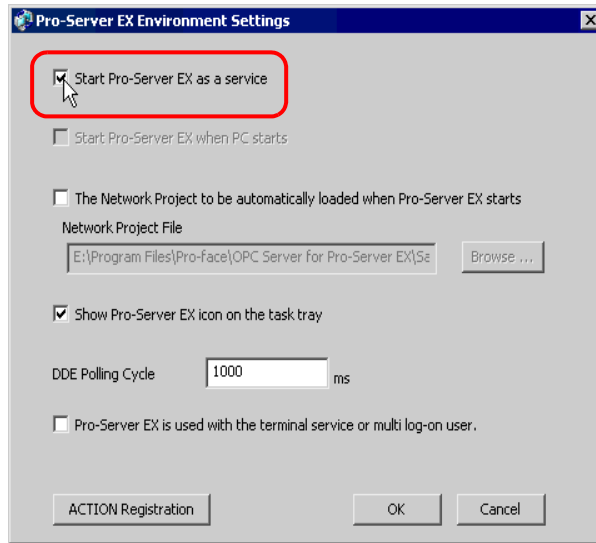 Pro-Server EX Environment Settings
Start Pro-Server EX as a service
Start Pro-Server EX when PC starts
The Network Project to be automatically loaded when Pro-Server EX starts
Network Project File
E:\Program Files\Pro-face\OPC Server for Pro-Server EX\Sa
Browse ...
Show Pro-Server EX icon on the task tray
DDE Polling Cycle 1000 ms
Pro-Server EX is used with the terminal service or multi log-on user.
ACTION Registration OK Cancel